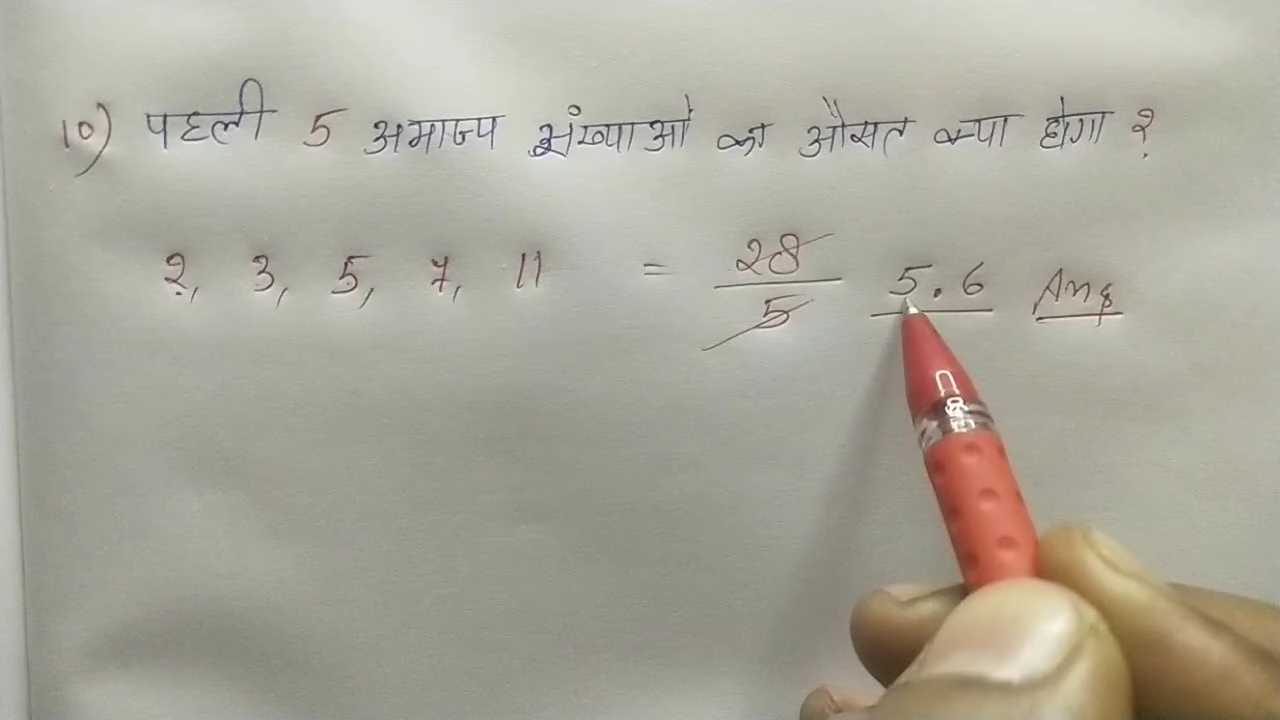 10) पहली 5 अभाज्य संख्याओं का औसत क्या होगा ?
2, 3, 5, 7, 11 = 28/5 5.6 Ans